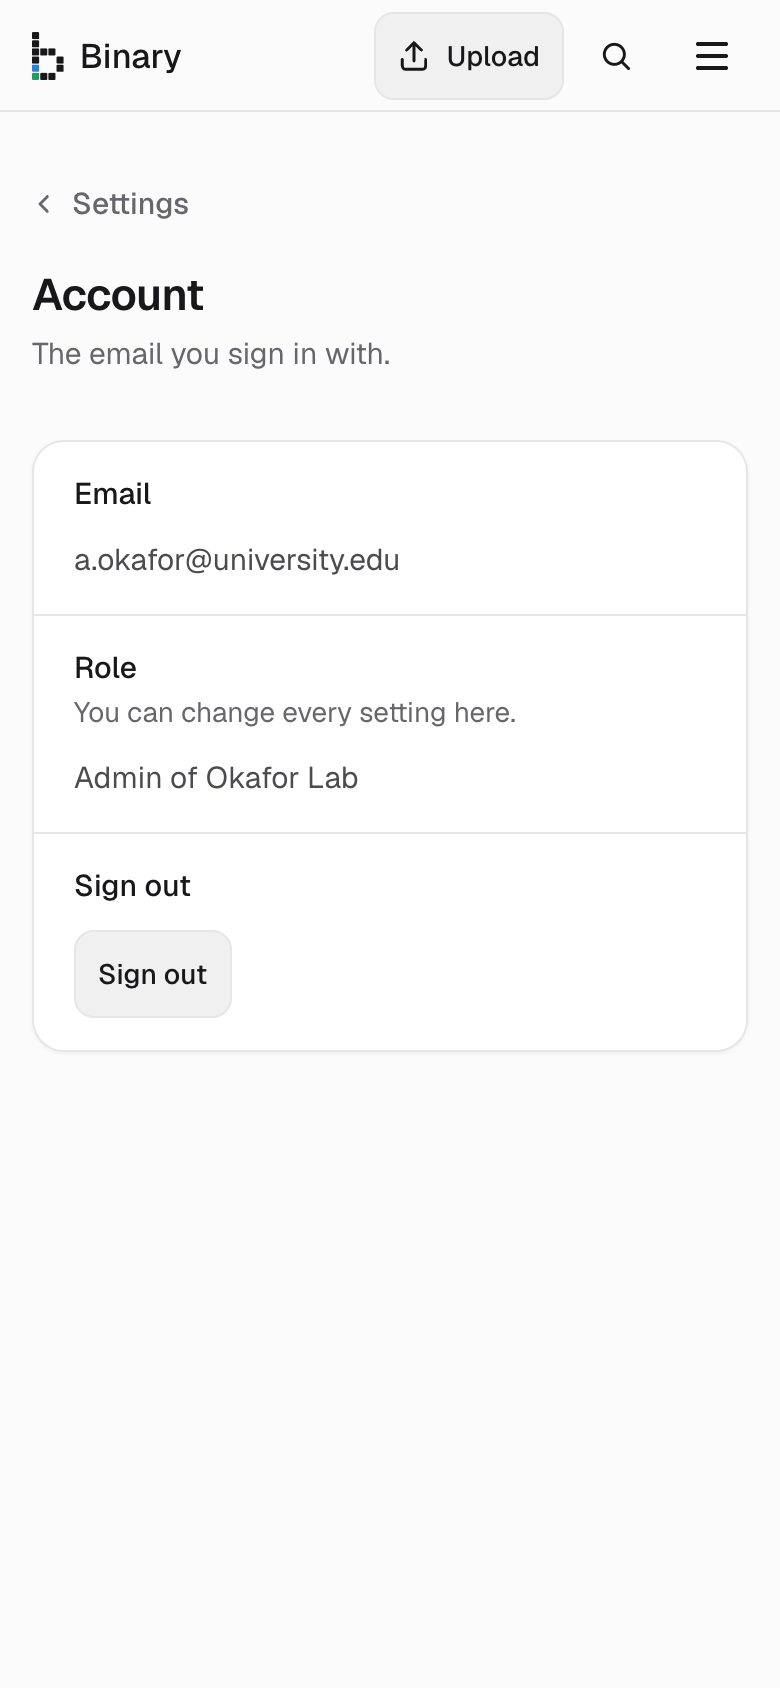 Binary
Upload
Settings
Account
The email you sign in with.
Email
a.okafor@university.edu
Role
You can change every setting here.
Admin of Okafor Lab
Sign out
Sign out